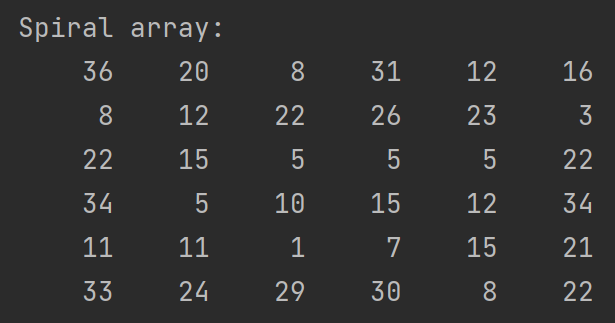 Spiral array:
36 20 8 31 12 16
8 12 22 26 23 3
22 15 5 5 5 22
34 5 10 15 12 34
11 11 1 7 15 21
33 24 29 30 8 22